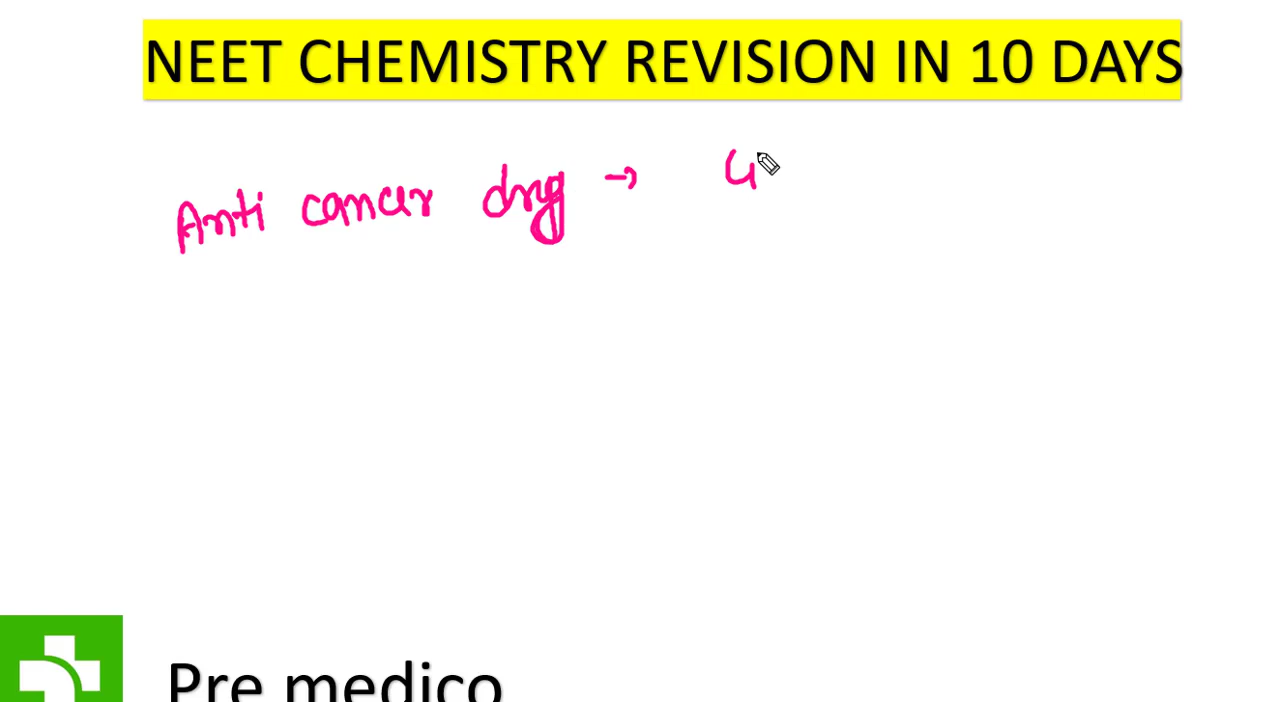 NEET CHEMISTRY REVISION IN 10 DAYS
Anti cancer drug →
Pre medico